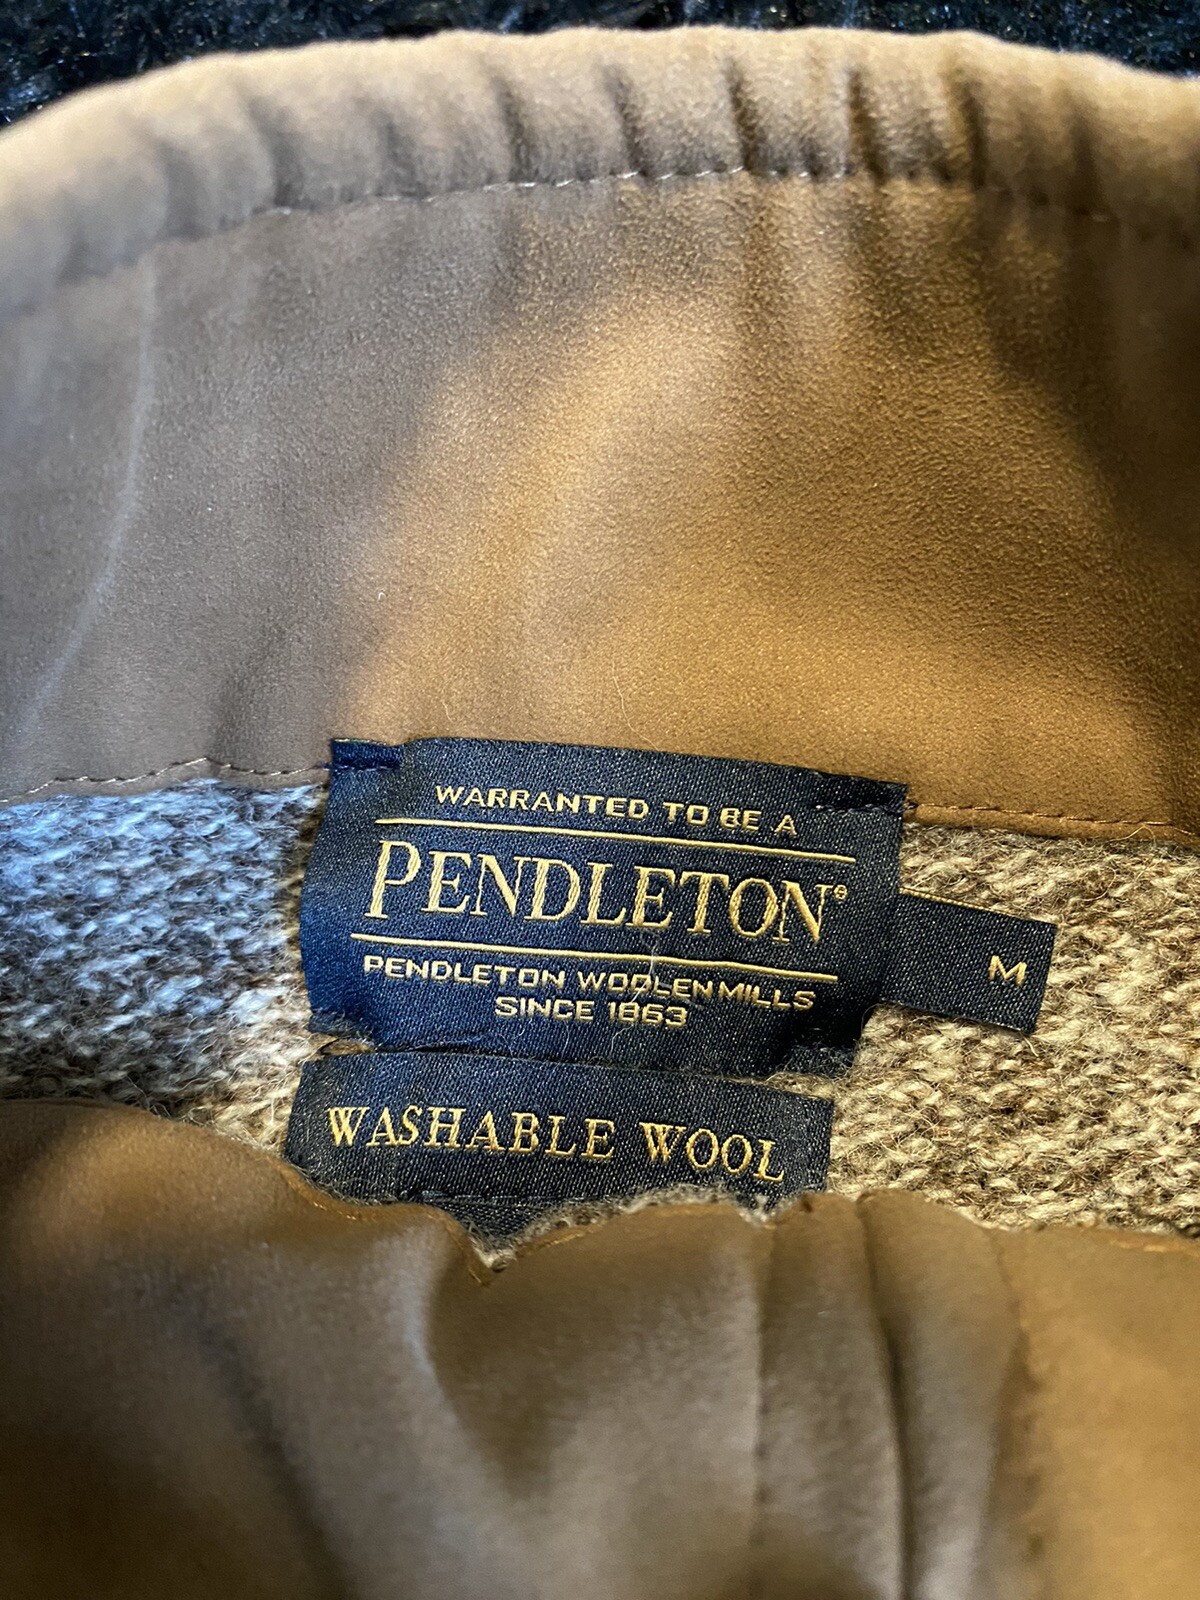 WARRANTED TO BE A
PENDLETON®
PENDLETON WOOLEN MILLS
SINCE 1863
M
WASHABLE WOOL